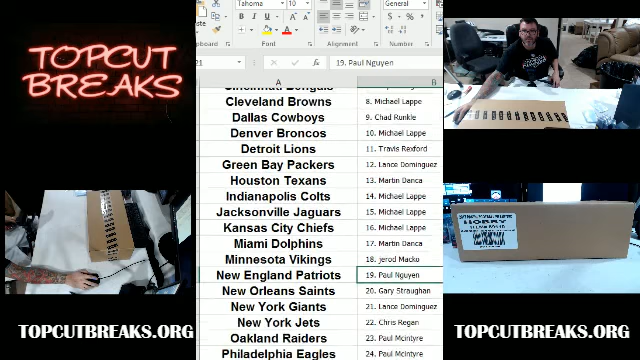 TOPCUT
BREAKS
Tahoma 10
21 19. Paul Nguyen
A B
Cincinnati Bengals
Cleveland Browns 8. Michael Lappe
Dallas Cowboys 9. Chad Runkle
Denver Broncos 10. Michael Lappe
Detroit Lions 11. Travis Rexford
Green Bay Packers 12. Lance Dominguez
Houston Texans 13. Martin Danca
Indianapolis Colts 14. Michael Lappe
Jacksonville Jaguars 15. Michael Lappe
Kansas City Chiefs 16. Michael Lappe
Miami Dolphins 17. Martin Danca
Minnesota Vikings 18. jerod Macko
New England Patriots 19. Paul Nguyen
New Orleans Saints 20. Gary Straughan
New York Giants 21. Lance Dominguez
New York Jets 22. Chris Regan
Oakland Raiders 23. Paul Mcintyre
Philadelphia Eagles 24. Paul Mcintyre
HOBBY
TOPCUTBREAKS.ORG
TOPCUTBREAKS.ORG